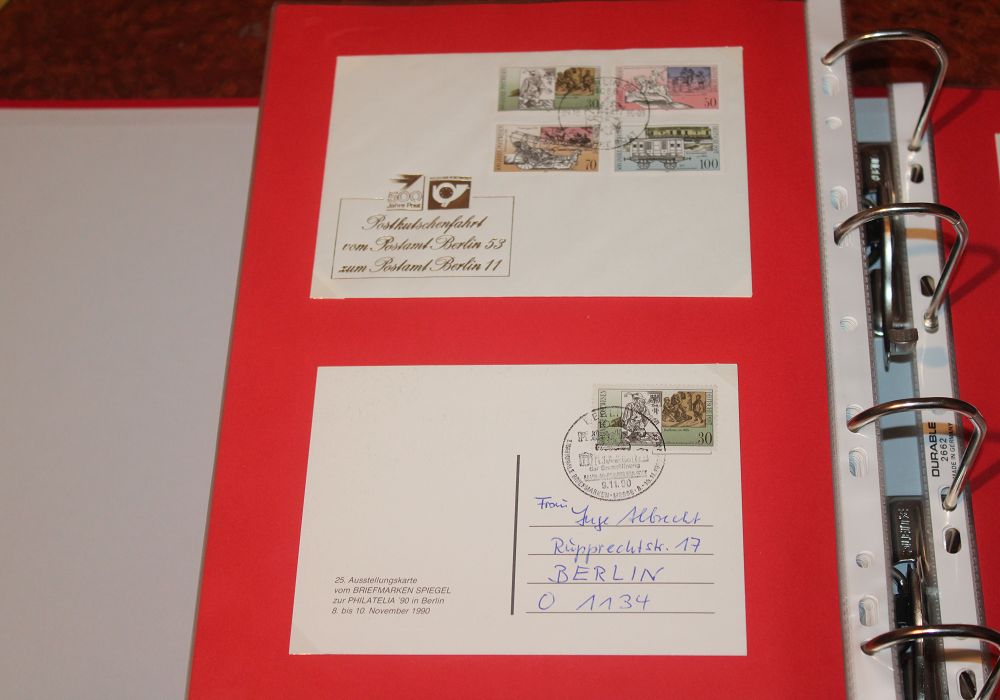 30
50
70
100
500
Jahre Post
Postkutschenfahrt
vom Postamt Berlin 53
zum Postamt Berlin 11
30
9.11.90
Frau Inge Albrecht
Rupprechtstr. 17
BERLIN
O 1134
25. Ausstellungskarte
vom BRIEFMARKEN SPIEGEL
zur PHILATELIA '90 in Berlin
8. bis 10. November 1990
DURABLE
2662
MADE IN GERMANY